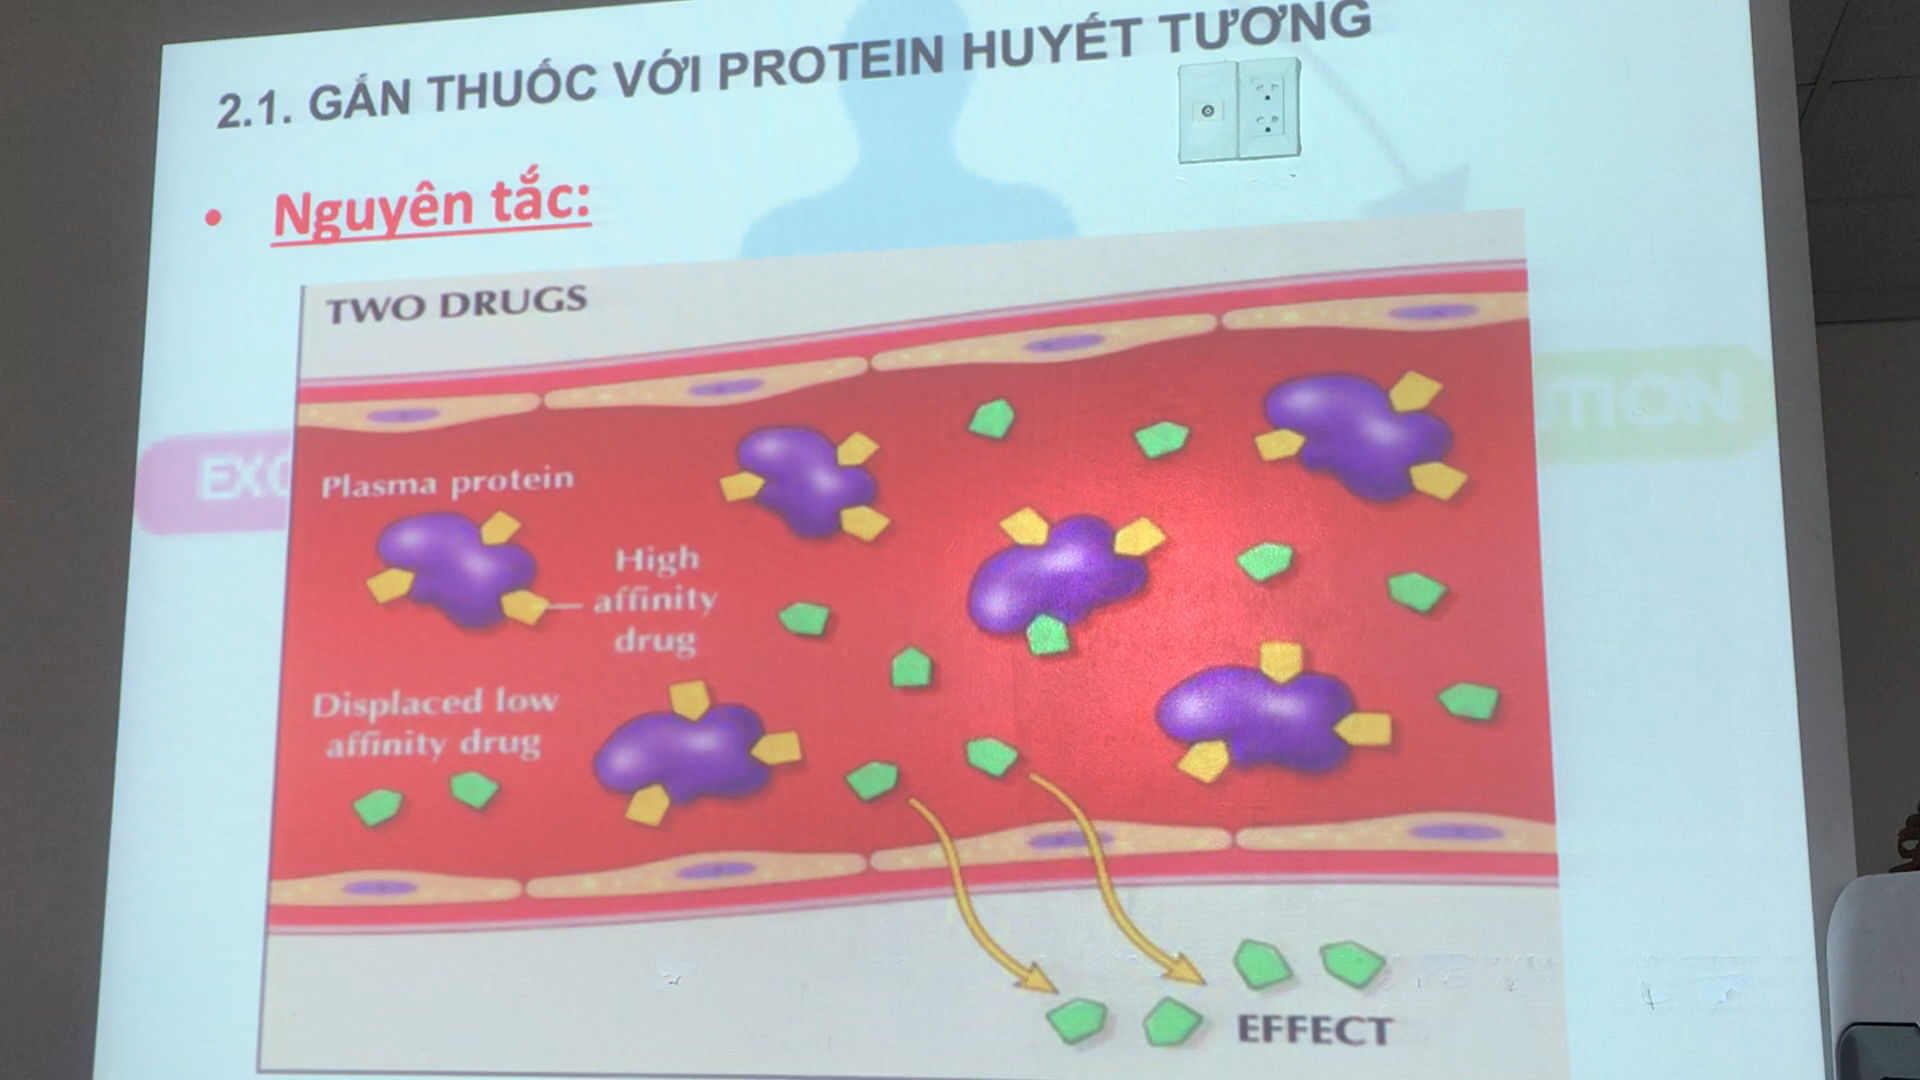 2.1. GẮN THUỐC VỚI PROTEIN HUYẾT TƯƠNG
• Nguyên tắc:
TWO DRUGS
Plasma protein
High
affinity
drug
Displaced low
affinity drug
EFFECT